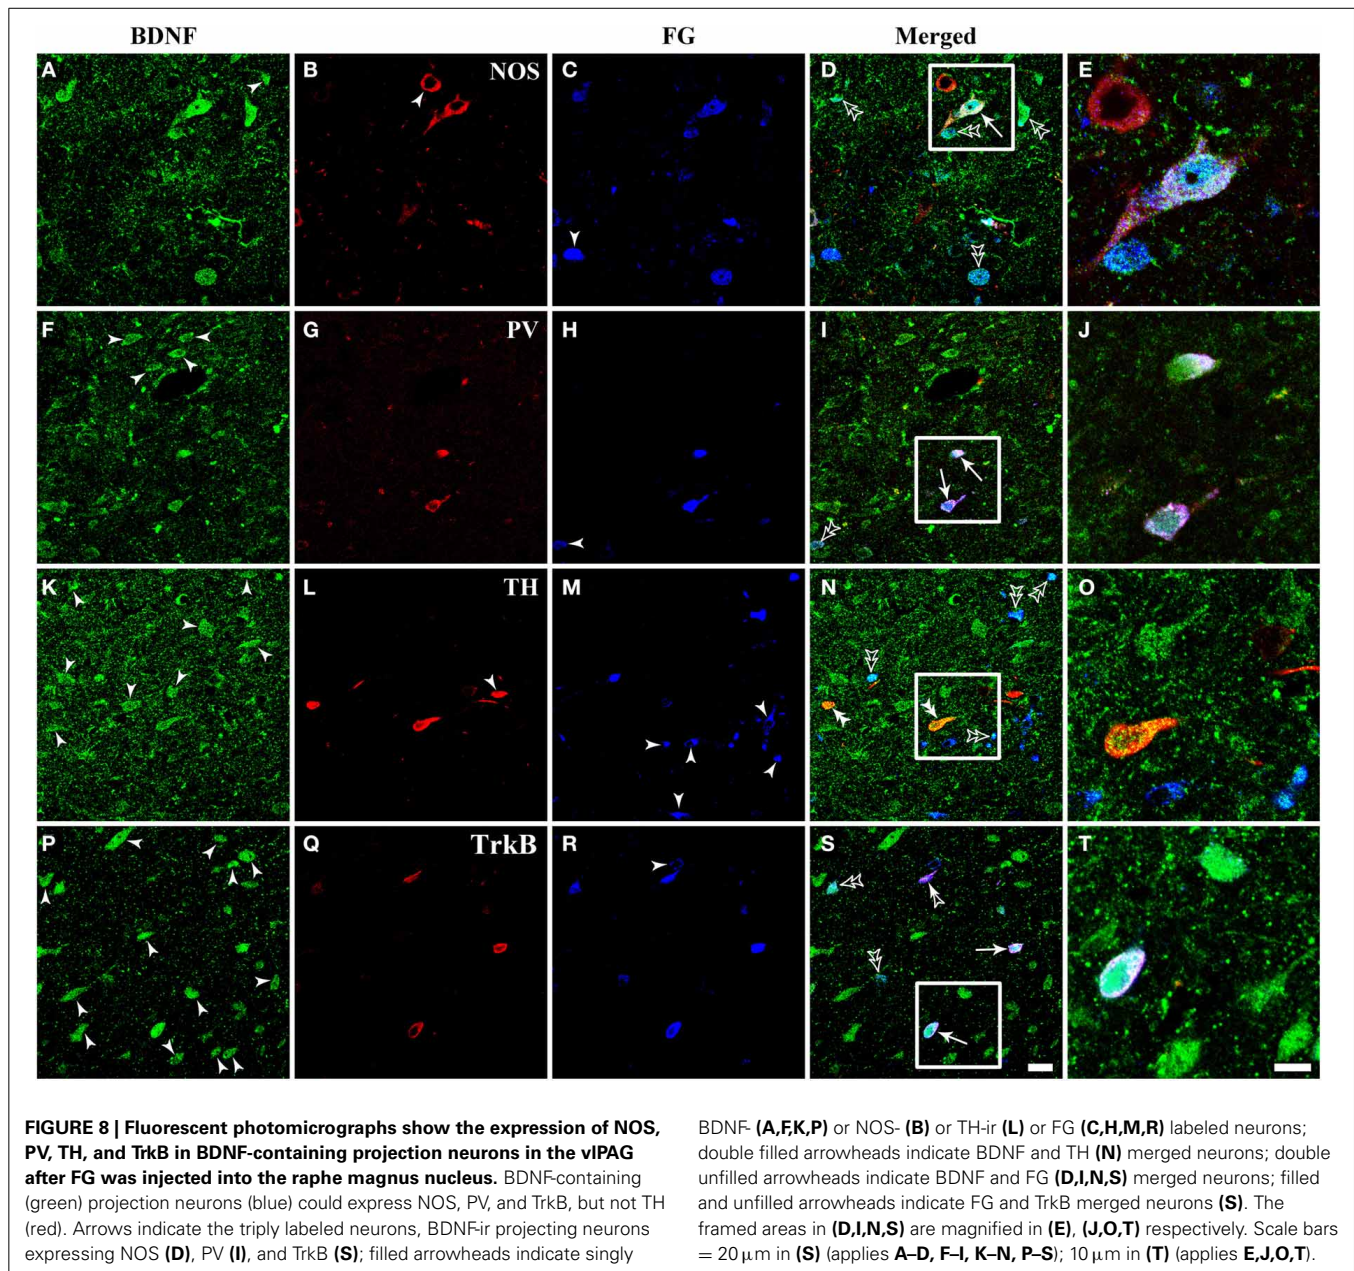 BDNF FG Merged
A B NOS C D E
F G PV H I J
K L TH M N O
P Q TrkB R S T
FIGURE 8 | Fluorescent photomicrographs show the expression of NOS,
PV, TH, and TrkB in BDNF-containing projection neurons in the vlPAG
after FG was injected into the raphe magnus nucleus. BDNF-containing
(green) projection neurons (blue) could express NOS, PV, and TrkB, but not TH
(red). Arrows indicate the triply labeled neurons, BDNF-ir projecting neurons
expressing NOS (D), PV (I), and TrkB (S); filled arrowheads indicate singly
BDNF- (A,F,K,P) or NOS- (B) or TH-ir (L) or FG (C,H,M,R) labeled neurons;
double filled arrowheads indicate BDNF and TH (N) merged neurons; double
unfilled arrowheads indicate BDNF and FG (D,I,N,S) merged neurons; filled
and unfilled arrowheads indicate FG and TrkB merged neurons (S). The
framed areas in (D,I,N,S) are magnified in (E), (J,O,T) respectively. Scale bars
= 20 μm in (S) (applies A–D, F–I, K–N, P–S); 10 μm in (T) (applies E,J,O,T).